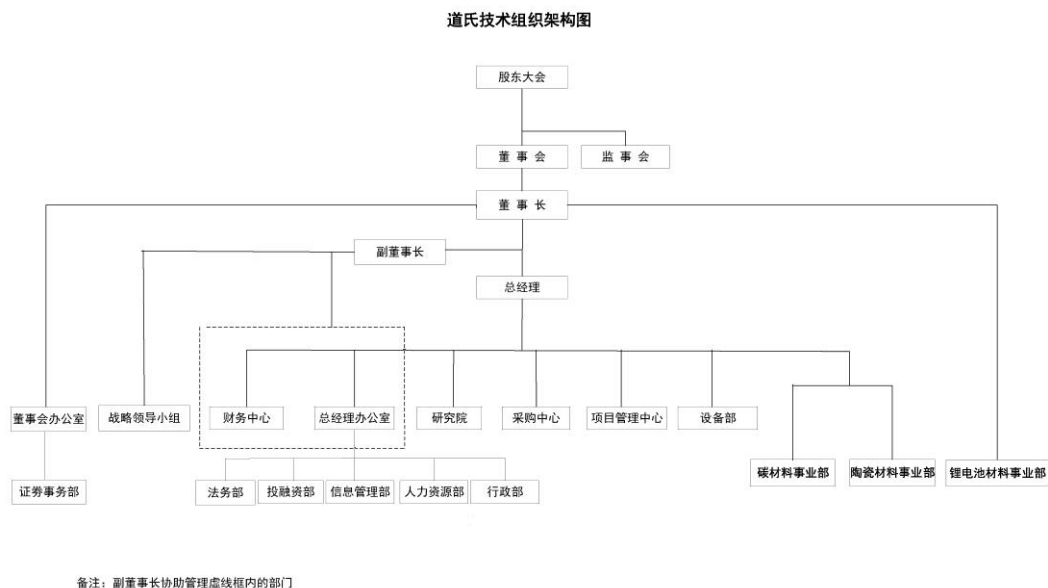 道氏技术组织架构图
股东大会
董 事 会
监 事 会
董 事 长
副董事长
总经理
董事会办公室
战略领导小组
财务中心
总经理办公室
研究院
采购中心
项目管理中心
设备部
碳材料事业部
陶瓷材料事业部
锂电池材料事业部
证券事务部
法务部
投融资部
信息管理部
人力资源部
行政部
备注：副董事长协助管理虚线框内的部门